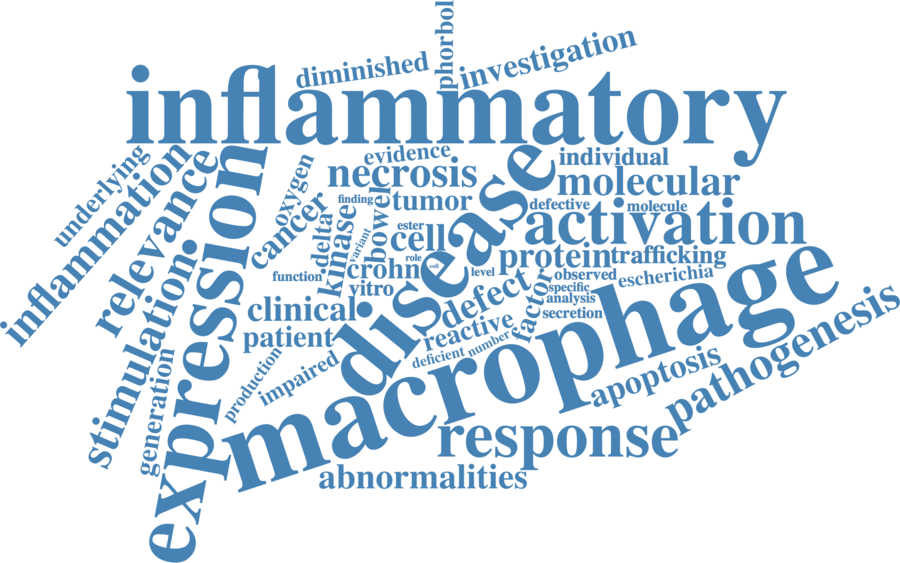 phorbol
diminished
investigation
inflammatory
underlying
inflammation
relevance
expression
stimulation
generation
oxygen
cancer
evidence
necrosis
individual
molecular
finding
bowel
tumor
defective
molecule
delta
kinase
variant
ester
cell
activation
disease
role
crohn
coli
level
protein
trafficking
function
vitro
observed
escherichia
specific
analysis
secretion
clinical
patient
defect
factor
reactive
number
deficient
production
impaired
macrophage
apoptosis
pathogenesis
response
abnormalities